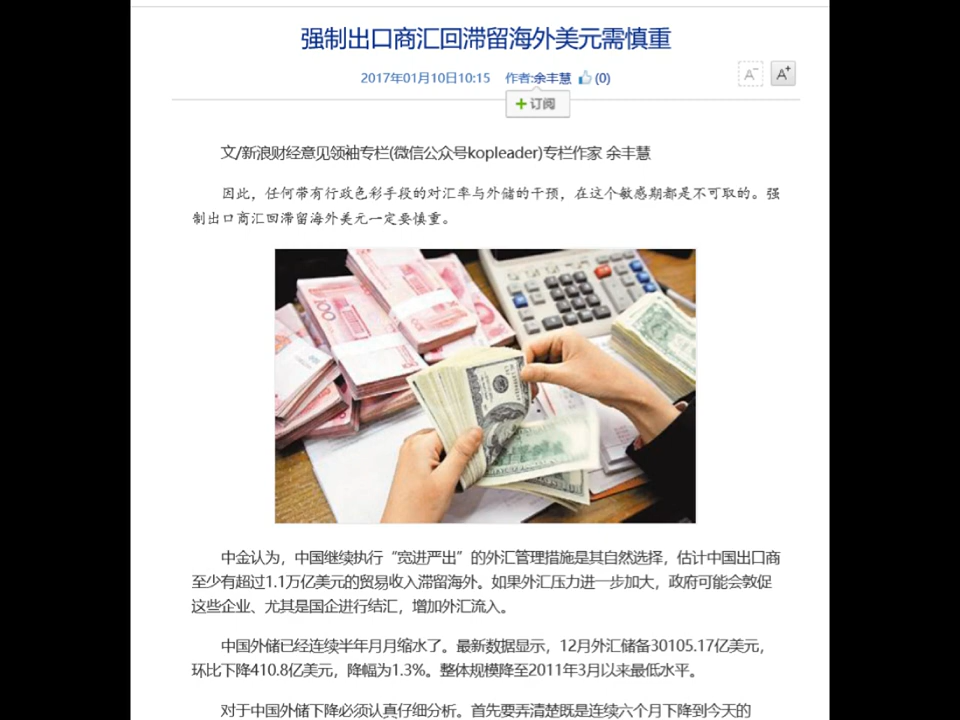 强制出口商汇回滞留海外美元需慎重
2017年01月10日10:15 作者:余丰慧 (0)
A- A+
+订阅
文/新浪财经意见领袖专栏(微信公众号kopleader)专栏作家 余丰慧
因此，任何带有行政色彩手段的对汇率与外储的干预，在这个敏感期都是不可取的。强
制出口商汇回滞留海外美元一定要慎重。
100
中金认为，中国继续执行“宽进严出”的外汇管理措施是其自然选择，估计中国出口商
至少有超过1.1万亿美元的贸易收入滞留海外。如果外汇压力进一步加大，政府可能会敦促
这些企业、尤其是国企进行结汇，增加外汇流入。
中国外储已经连续半年月月缩水了。最新数据显示，12月外汇储备30105.17亿美元，
环比下降410.8亿美元，降幅为1.3%。整体规模降至2011年3月以来最低水平。
对于中国外储下降必须认真仔细分析。首先要弄清楚既是连续六个月下降到今天的